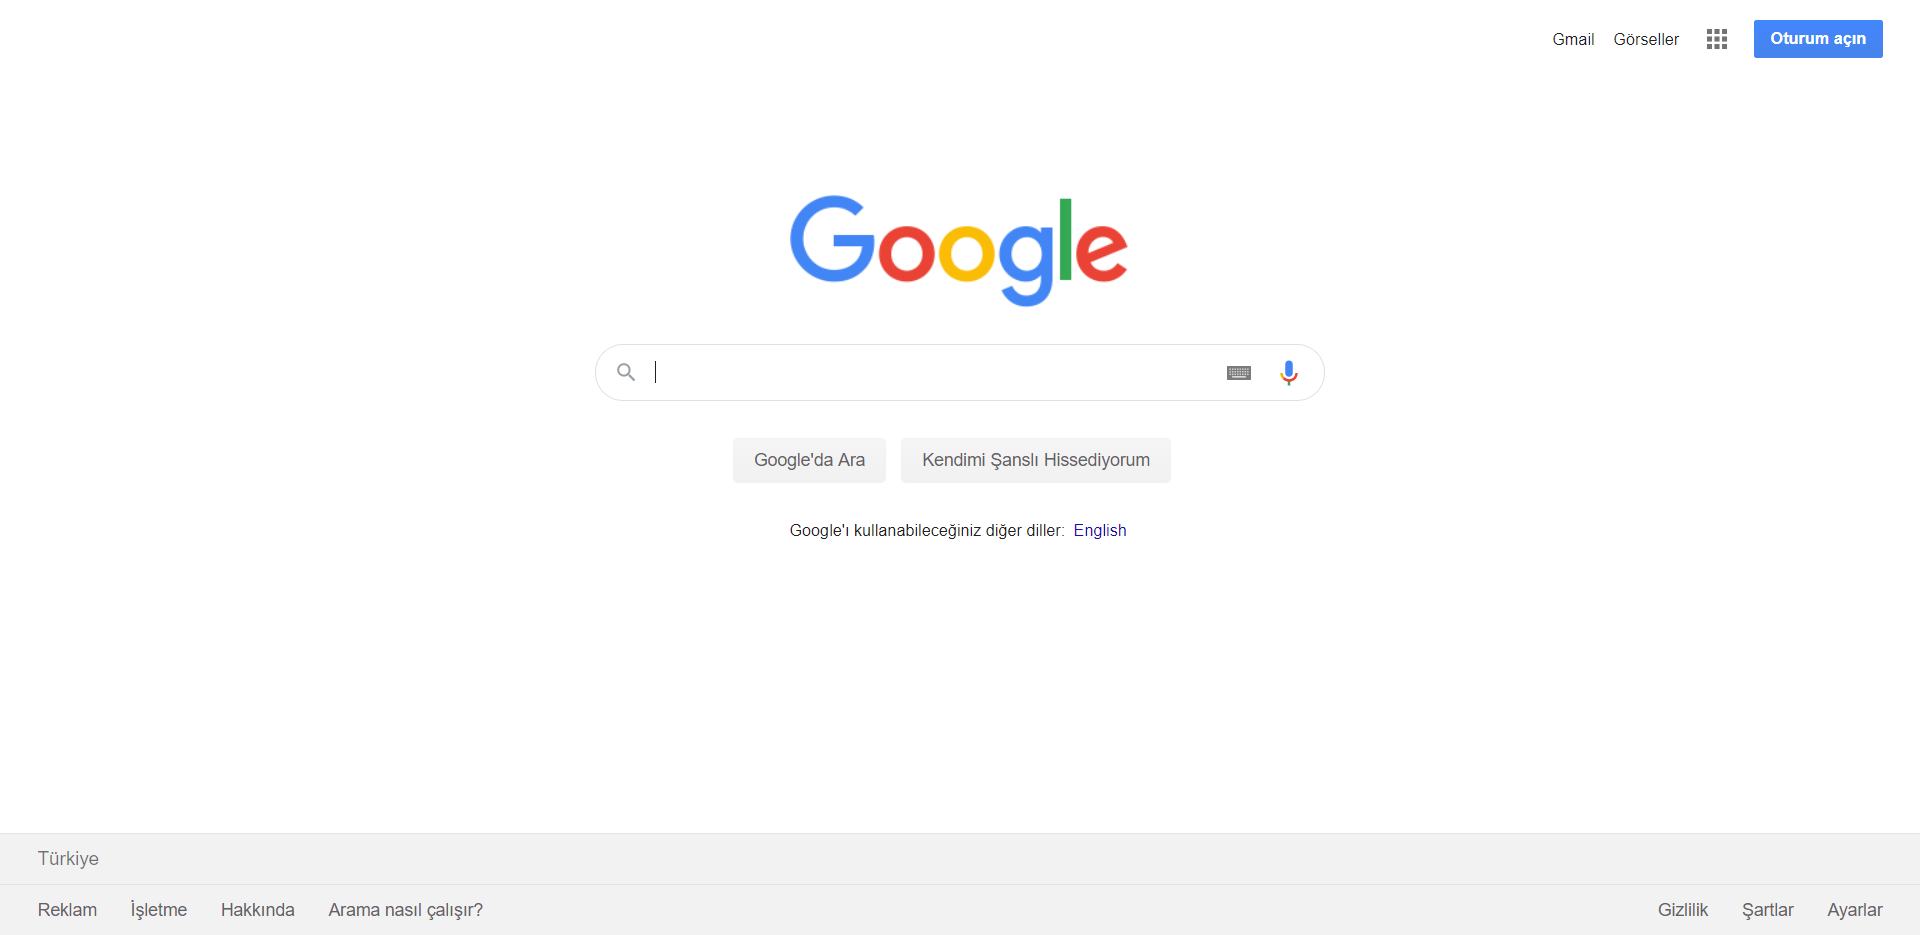 Gmail Görseller Oturum açın
Google
Google'da Ara Kendimi Şanslı Hissediyorum
Google'ı kullanabileceğiniz diğer diller: English
Türkiye
Reklam İşletme Hakkında Arama nasıl çalışır? Gizlilik Şartlar Ayarlar